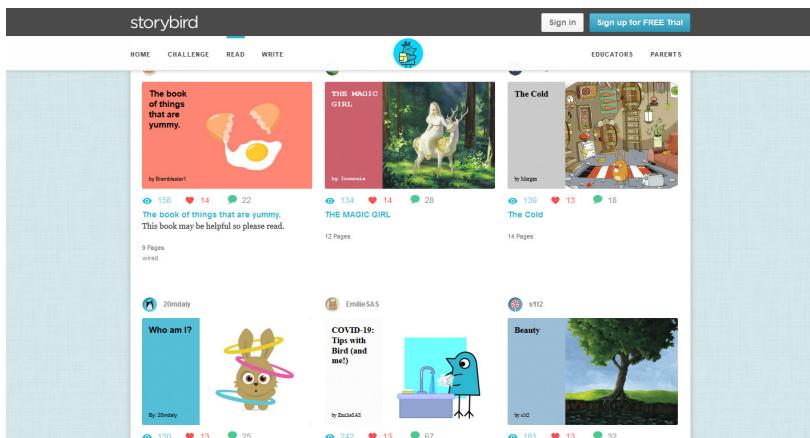 storybird
Sign in
Sign up for FREE Trial
HOME CHALLENGE READ WRITE
EDUCATORS PARENTS
The book
of things
that are
yummy.
by Bramblestar1
THE MAGIC
GIRL
The Cold
by Morgan
158 14 22
The book of things that are yummy.
This book may be helpful so please read.
9 Pages
wired
134 14 28
THE MAGIC GIRL
12 Pages
139 13 18
The Cold
14 Pages
20mdaly
Who am I?
By: 20mdaly
EmilieSAS
COVID-19:
Tips with
Bird (and
me!)
by EmilieSAS
s1t2
Beauty
by s1t2
130 13 25
242 13 67
181 13 32